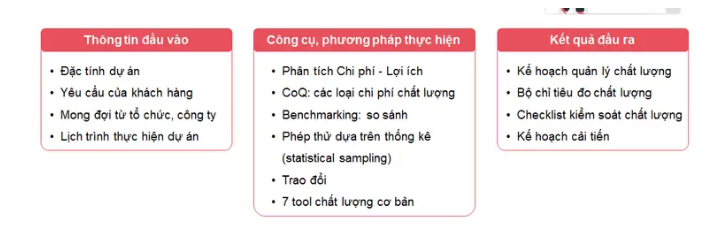 Thông tin đầu vào
• Đặc tính dự án
• Yêu cầu của khách hàng
• Mong đợi từ tổ chức, công ty
• Lịch trình thực hiện dự án
Công cụ, phương pháp thực hiện
• Phân tích Chi phí - Lợi ích
• CoQ: các loại chi phí chất lượng
• Benchmarking: so sánh
• Phép thử dựa trên thống kê
(statistical sampling)
• Trao đổi
• 7 tool chất lượng cơ bản
Kết quả đầu ra
• Kế hoạch quản lý chất lượng
• Bộ chỉ tiêu đo chất lượng
• Checklist kiểm soát chất lượng
• Kế hoạch cải tiến